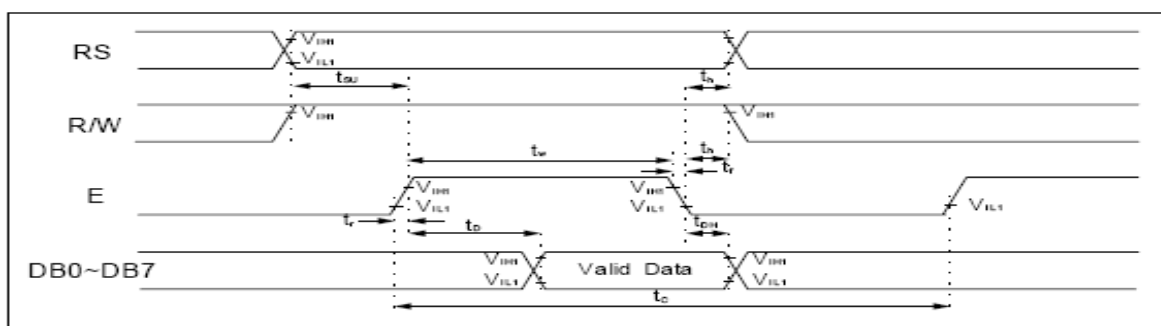 RS
VIH1
VIL1
tSU
th
R/W
VIH1
VIH1
tw
th
tr
E
VIH1
VIL1
VIH1
VIL1
VIL1
tr
tD
tDH
DB0~DB7
VIH1
VIL1
Valid Data
VIH1
VIL1
tC